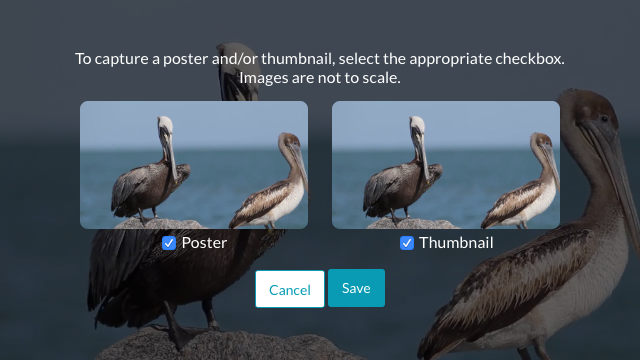 To capture a poster and/or thumbnail, select the appropriate checkbox.
Images are not to scale.
Poster
Thumbnail
Cancel
Save